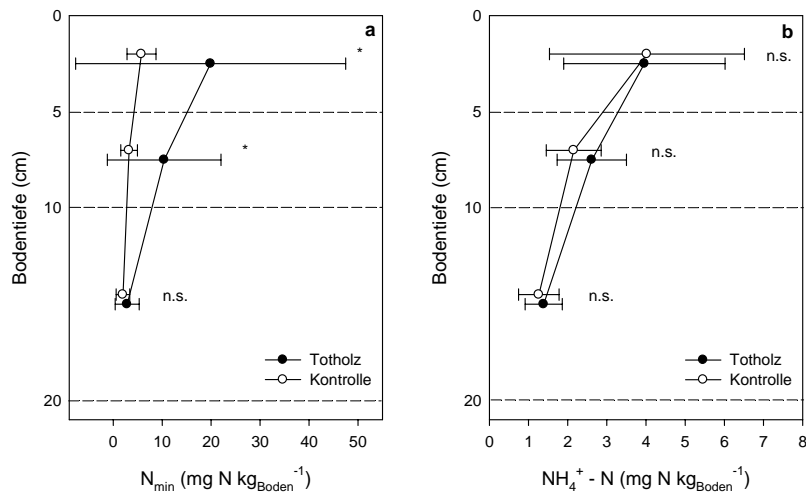 a
0
5
10
20
Bodentiefe (cm)
*
*
n.s.
Totholz
Kontrolle
0 10 20 30 40 50
N_min (mg N kg_Boden^-1)
b
0
5
10
20
Bodentiefe (cm)
n.s.
n.s.
n.s.
Totholz
Kontrolle
0 1 2 3 4 5 6 7 8
NH4+ - N (mg N kg_Boden^-1)